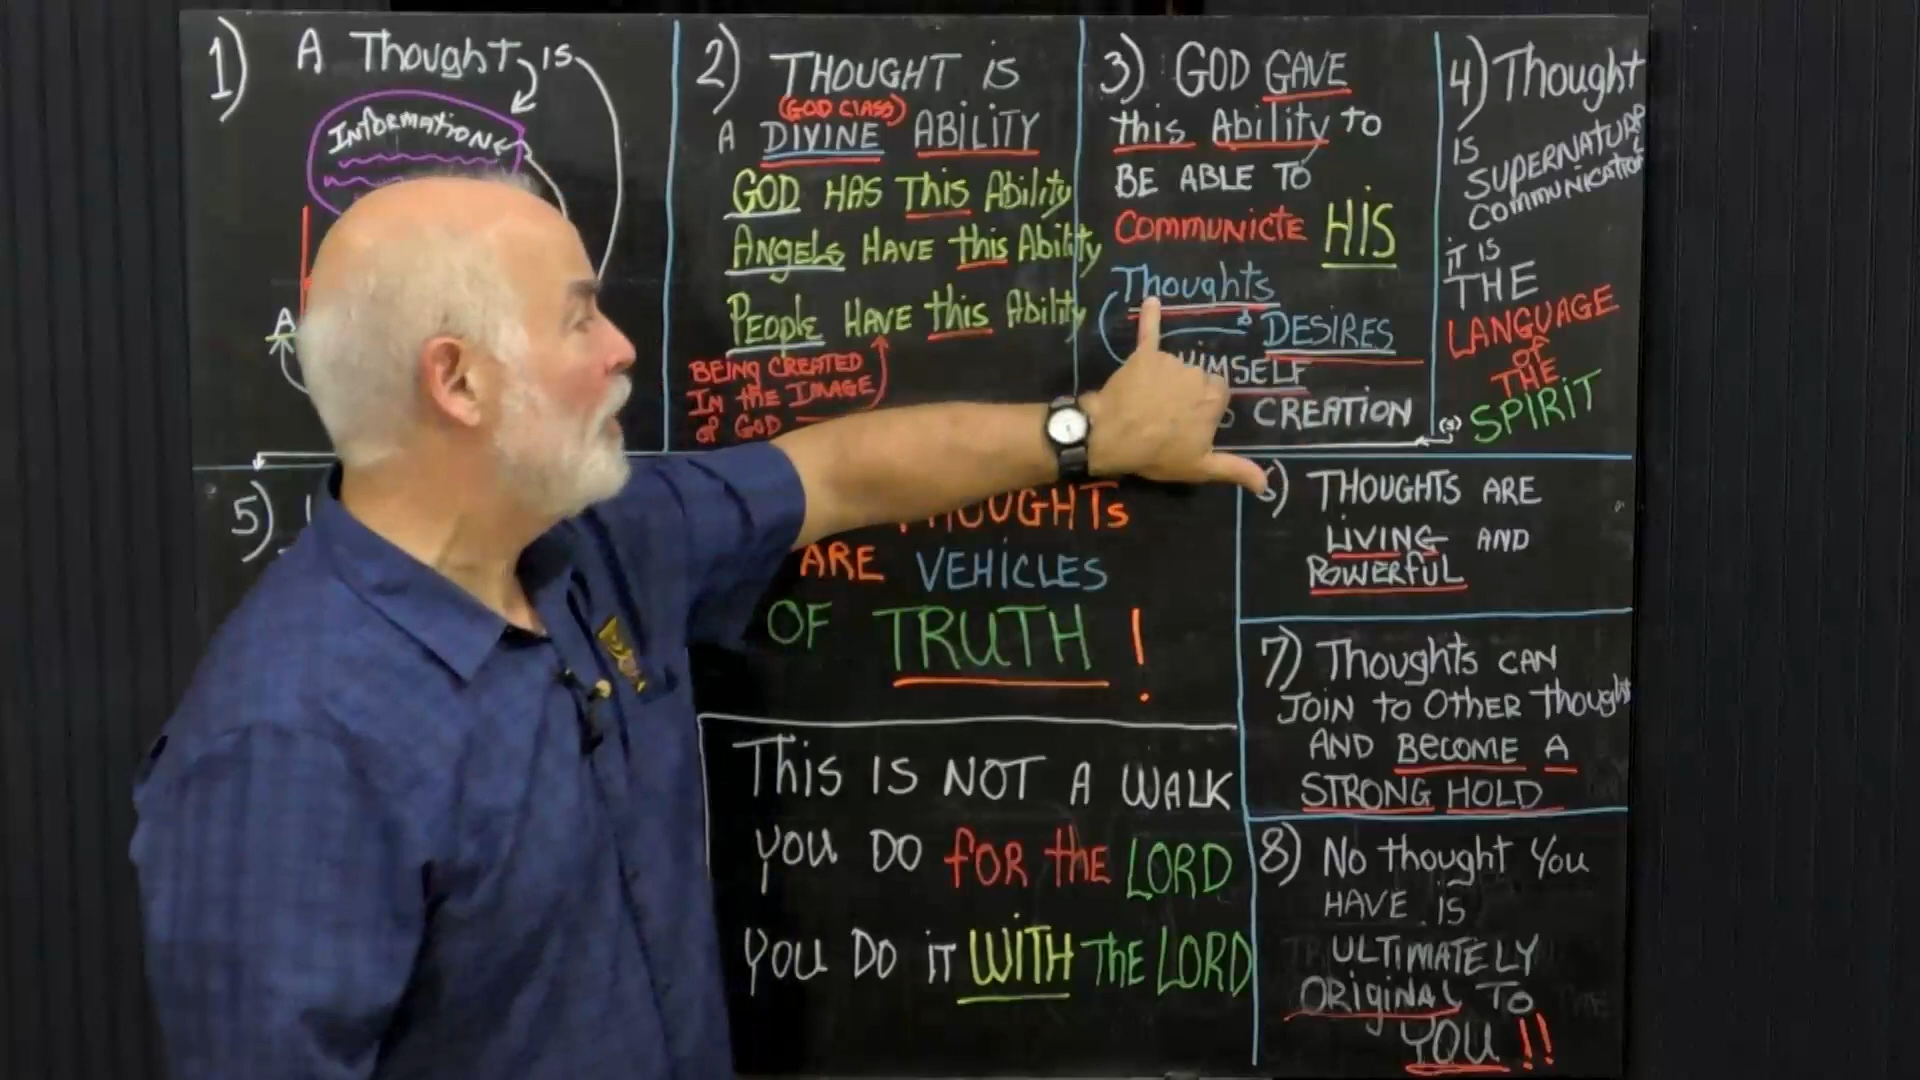 1) A Thought is
Information
A
2) THOUGHT is
(GOD CLASS)
A DIVINE ABILITY
GOD HAS This Ability
ANGELS HAVE this Ability
PEOPLE HAVE this Ability
BEING CREATED
IN the IMAGE
of GOD
3) GOD GAVE
this Ability to
BE ABLE TO
COMMUNICTE HIS
Thoughts
DESIRES
HIMSELF
CREATION
4) Thought
IS
SUPERNATURAL
COMMUNICATION
iT IS
THE
LANGUAGE
OF
THE
SPIRIT
5)
THOUGHTs
ARE VEHiCLES
OF TRUTH !
This IS NOT A WALK
YOU DO FOR the LORD
YOU DO iT WITH The LORD
6) THOUGHTS ARE
LiViNG AND
POWERFUL
7) Thoughts CAN
JOIN to OTHER Thought
AND BECOME A
STRONG HOLD
8) No thought You
HAVE IS
ULTIMATELY
ORiGiNAL TO
YOU !!